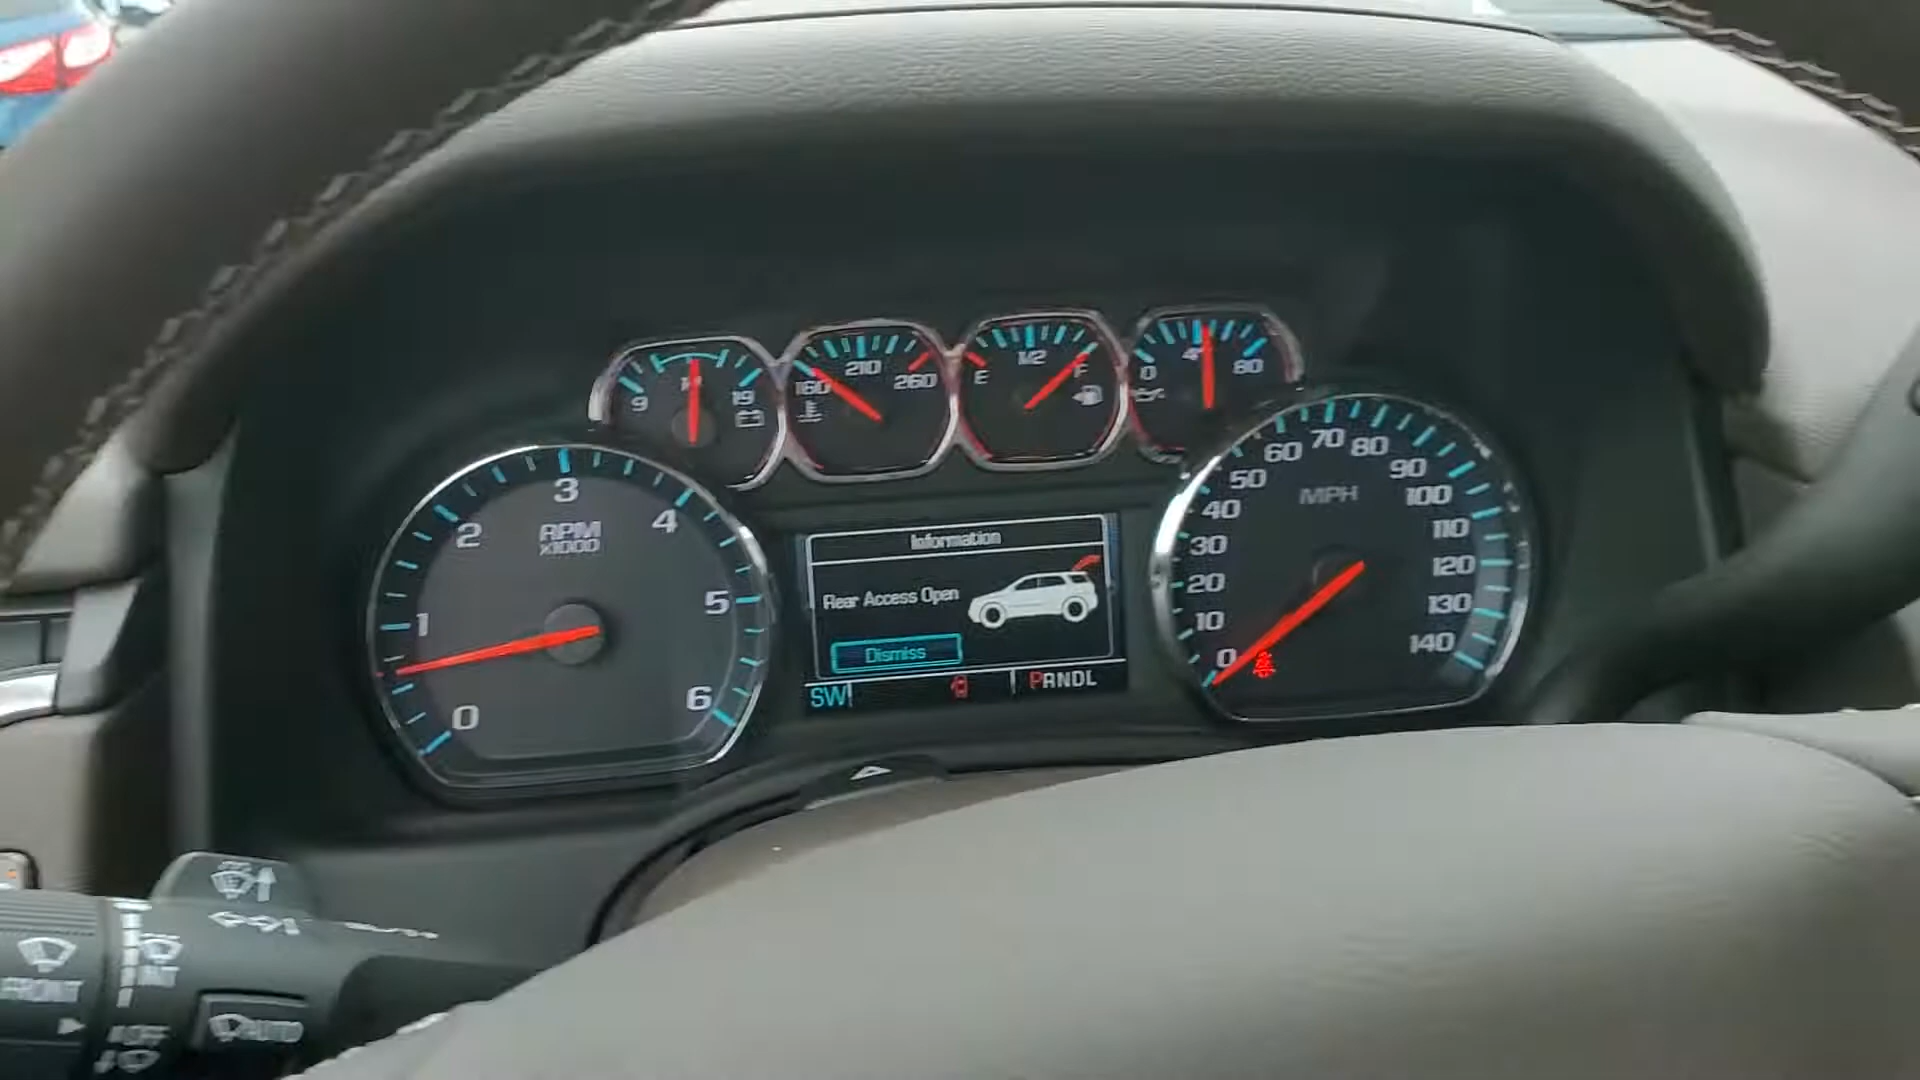 9 19
160 210 260
E 1/2 F
0 80
0 1 2 3 4 5 6
RPM
X1000
Information
Rear Access Open
Dismiss
SW
PRNDL
0 10 20 30 40 50 60 70 80 90 100 110 120 130 140
MPH
FRONT
OFF
AUTO